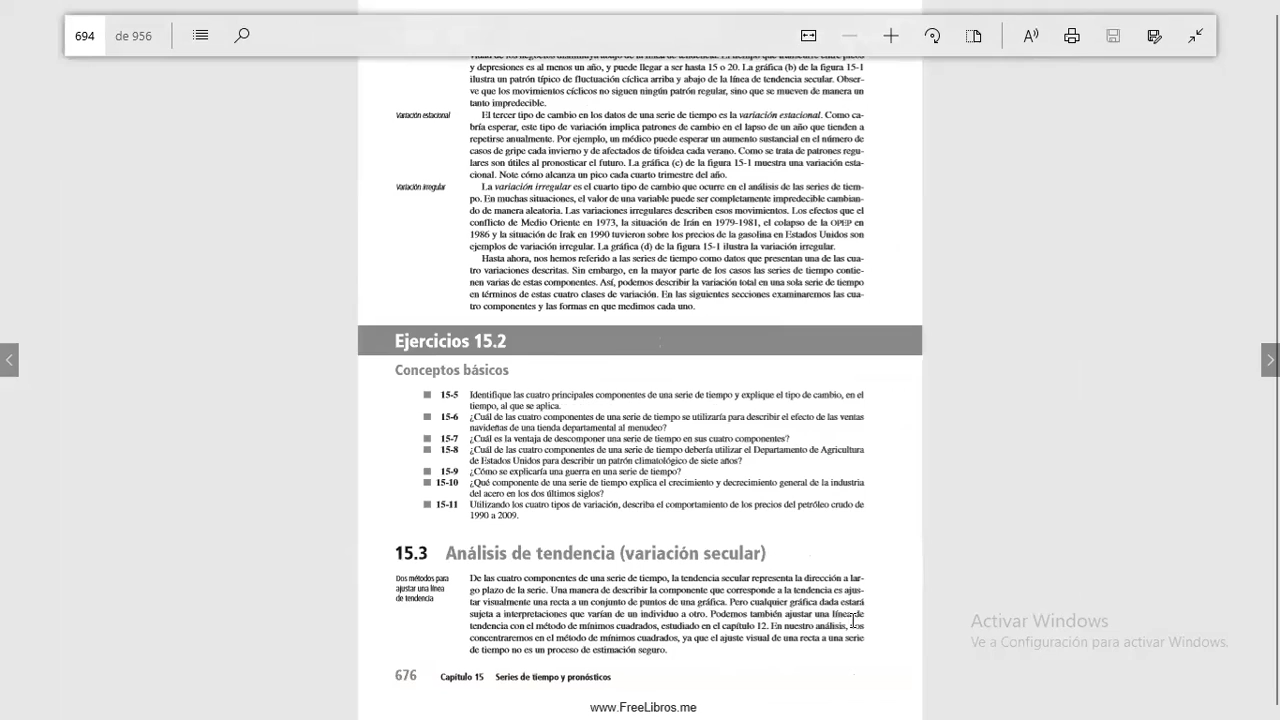 694 de 956
vidad de los negocios disminuya abajo de la línea de tendencia. El tiempo que transcurre entre picos
y depresiones es al menos un año, y puede llegar a ser hasta 15 o 20. La gráfica (b) de la figura 15-1
ilustra un patrón típico de fluctuación cíclica arriba y abajo de la línea de tendencia secular. Obser-
ve que los movimientos cíclicos no siguen ningún patrón regular, sino que se mueven de manera un
tanto impredecible.
Variación estacional
El tercer tipo de cambio en los datos de una serie de tiempo es la variación estacional. Como ca-
bría esperar, este tipo de variación implica patrones de cambio en el lapso de un año que tienden a
repetirse anualmente. Por ejemplo, un médico puede esperar un aumento sustancial en el número de
casos de gripe cada invierno y de afectados de tifoidea cada verano. Como se trata de patrones regu-
lares son útiles al pronosticar el futuro. La gráfica (c) de la figura 15-1 muestra una variación esta-
cional. Note cómo alcanza un pico cada cuarto trimestre del año.
Variación irregular
La variación irregular es el cuarto tipo de cambio que ocurre en el análisis de las series de tiem-
po. En muchas situaciones, el valor de una variable puede ser completamente impredecible cambian-
do de manera aleatoria. Las variaciones irregulares describen esos movimientos. Los efectos que el
conflicto de Medio Oriente en 1973, la situación de Irán en 1979-1981, el colapso de la OPEP en
1986 y la situación de Irak en 1990 tuvieron sobre los precios de la gasolina en Estados Unidos son
ejemplos de variación irregular. La gráfica (d) de la figura 15-1 ilustra la variación irregular.
Hasta ahora, nos hemos referido a las series de tiempo como datos que presentan una de las cua-
tro variaciones descritas. Sin embargo, en la mayor parte de los casos las series de tiempo contie-
nen varias de estas componentes. Así, podemos describir la variación total en una sola serie de tiempo
en términos de estas cuatro clases de variación. En las siguientes secciones examinaremos las cua-
tro componentes y las formas en que medimos cada uno.
Ejercicios 15.2
Conceptos básicos
15-5 Identifique las cuatro principales componentes de una serie de tiempo y explique el tipo de cambio, en el
tiempo, al que se aplica.
15-6 ¿Cuál de las cuatro componentes de una serie de tiempo se utilizaría para describir el efecto de las ventas
navideñas de una tienda departamental al menudeo?
15-7 ¿Cuál es la ventaja de descomponer una serie de tiempo en sus cuatro componentes?
15-8 ¿Cuál de las cuatro componentes de una serie de tiempo debería utilizar el Departamento de Agricultura
de Estados Unidos para describir un patrón climatológico de siete años?
15-9 ¿Cómo se explicaría una guerra en una serie de tiempo?
15-10 ¿Qué componente de una serie de tiempo explica el crecimiento y decrecimiento general de la industria
del acero en los dos últimos siglos?
15-11 Utilizando los cuatro tipos de variación, describa el comportamiento de los precios del petróleo crudo de
1990 a 2009.
15.3 Análisis de tendencia (variación secular)
Dos métodos para
ajustar una línea
de tendencia
De las cuatro componentes de una serie de tiempo, la tendencia secular representa la dirección a lar-
go plazo de la serie. Una manera de describir la componente que corresponde a la tendencia es ajus-
tar visualmente una recta a un conjunto de puntos de una gráfica. Pero cualquier gráfica dada estará
sujeta a interpretaciones que varían de un individuo a otro. Podemos también ajustar una línea de
tendencia con el método de mínimos cuadrados, estudiado en el capítulo 12. En nuestro análisis, nos
concentraremos en el método de mínimos cuadrados, ya que el ajuste visual de una recta a una serie
de tiempo no es un proceso de estimación seguro.
676 Capítulo 15 Series de tiempo y pronósticos
www.FreeLibros.me
Activar Windows
Ve a Configuración para activar Windows.